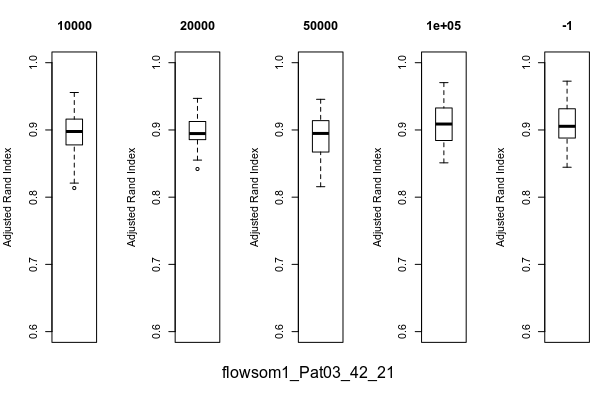 10000 20000 50000 1e+05 -1
1.0 1.0 1.0 1.0 1.0
0.9 0.9 0.9 0.9 0.9
0.8 0.8 0.8 0.8 0.8
0.7 0.7 0.7 0.7 0.7
0.6 0.6 0.6 0.6 0.6
Adjusted Rand Index
Adjusted Rand Index
Adjusted Rand Index
Adjusted Rand Index
Adjusted Rand Index
flowsom1_Pat03_42_21